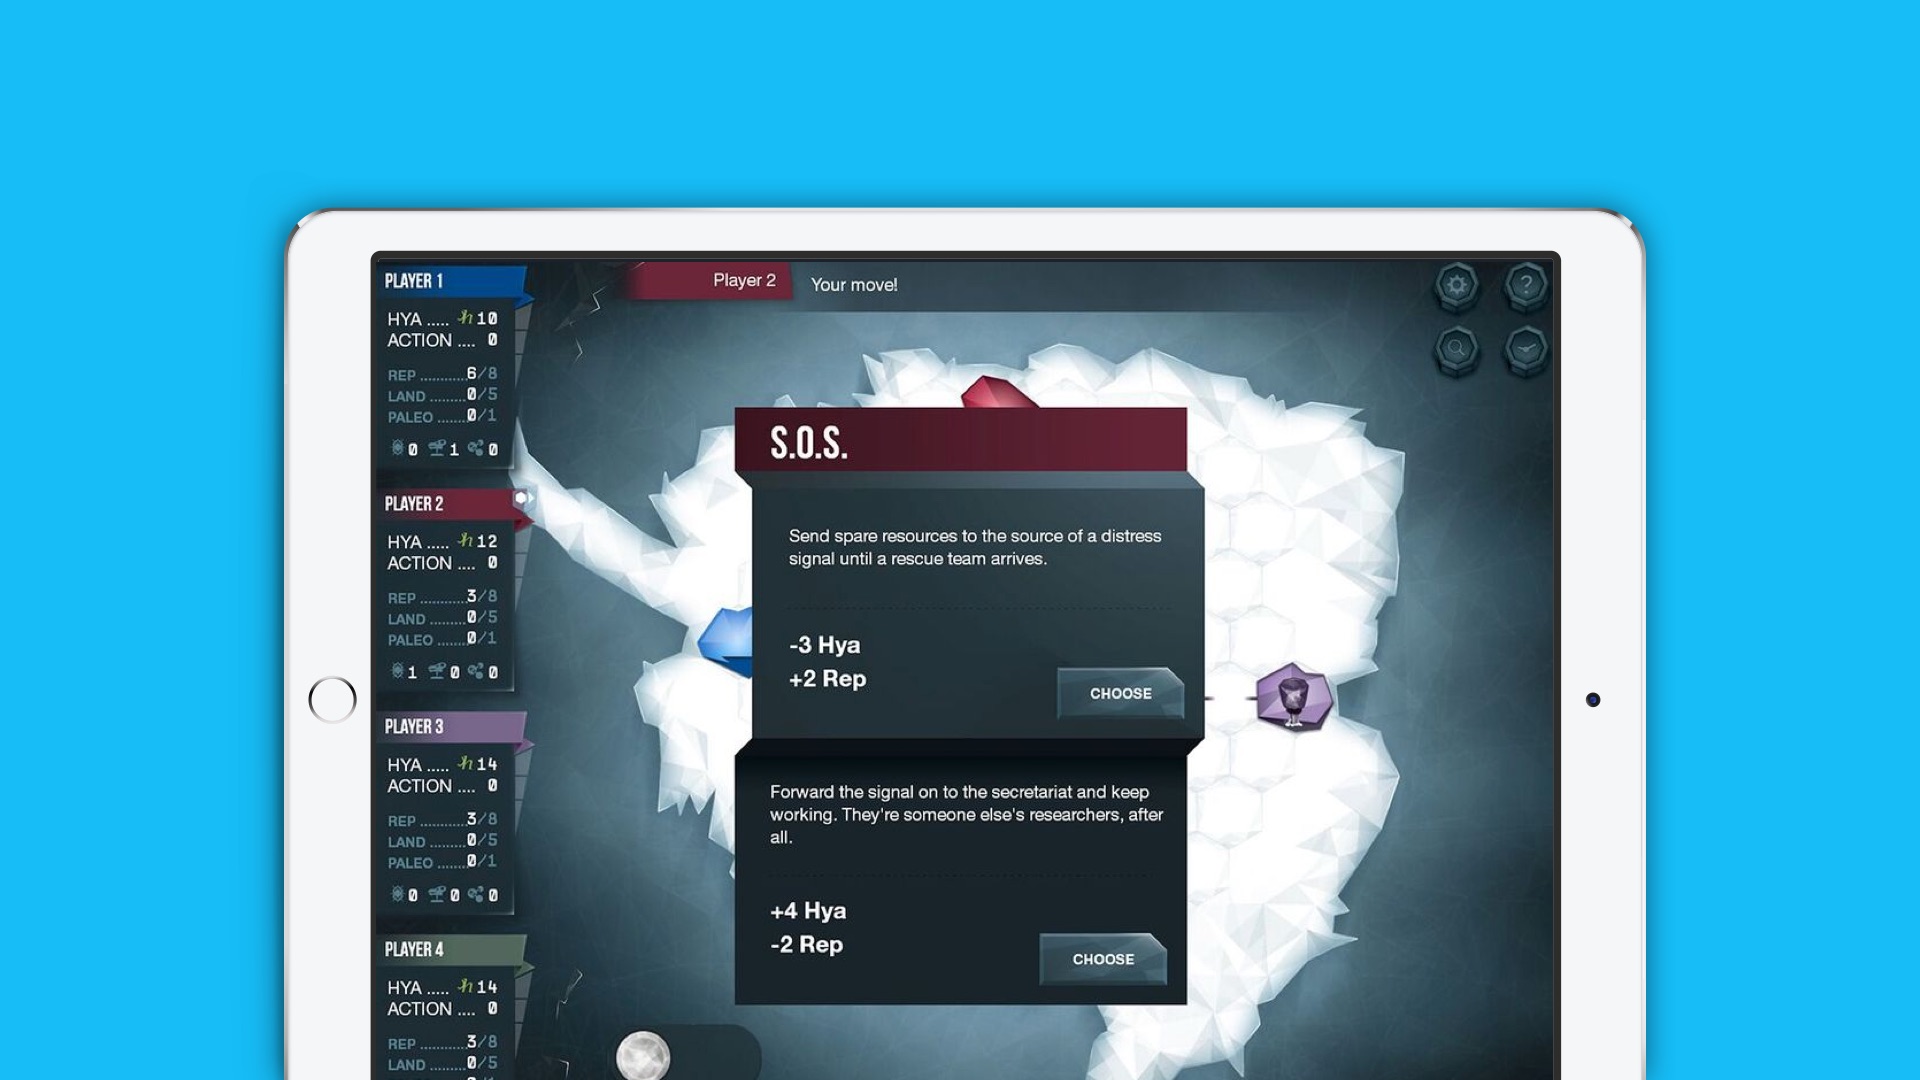 PLAYER 1
HYA ..... 10
ACTION .... 0
REP ...........6/8
LAND ........0/5
PALEO .......0/1
0 1 0
PLAYER 2
HYA ..... 12
ACTION .... 0
REP ...........3/8
LAND ........0/5
PALEO .......0/1
1 0 0
PLAYER 3
HYA ..... 14
ACTION .... 0
REP ...........3/8
LAND ........0/5
PALEO .......0/1
0 0 0
PLAYER 4
HYA ..... 14
ACTION .... 0
REP ...........3/8
LAND ........0/5
Player 2
Your move!
?
S.O.S.
Send spare resources to the source of a distress
signal until a rescue team arrives.
-3 Hya
+2 Rep
CHOOSE
Forward the signal on to the secretariat and keep
working. They're someone else's researchers, after
all.
+4 Hya
-2 Rep
CHOOSE